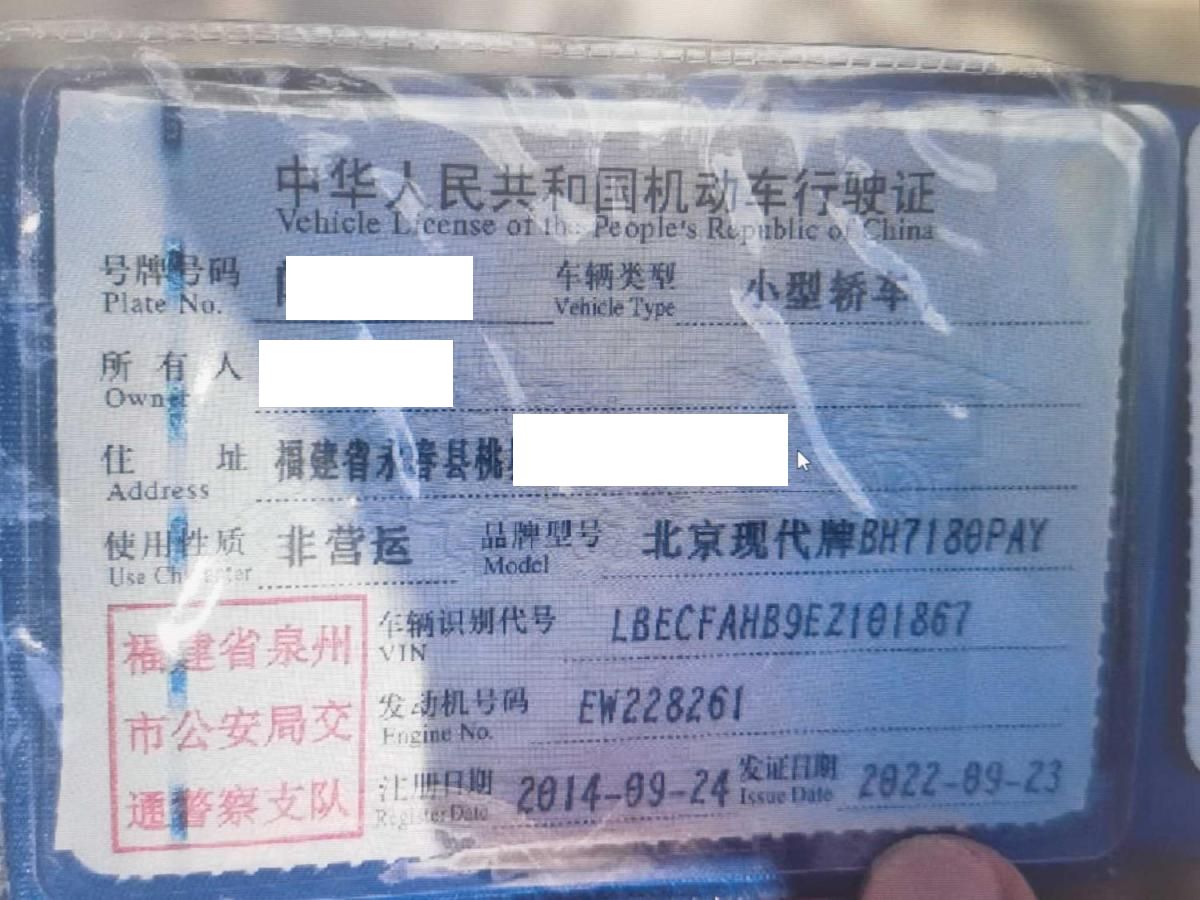 中华人民共和国机动车行驶证
Vehicle License of the People's Republic of China
号牌号码 车辆类型 小型轿车
Plate No. Vehicle Type
所有人
Owner
住址 福建省永春县桃
Address
使用性质 非营运 品牌型号 北京现代牌BH7180PAY
Use Character Model
车辆识别代号 LBECFAHB9EZ101867
VIN
发动机号码 EW228261
Engine No.
注册日期 2014-09-24 发证日期 2022-09-23
Register Date Issue Date
福建省泉州
市公安局交
通警察支队